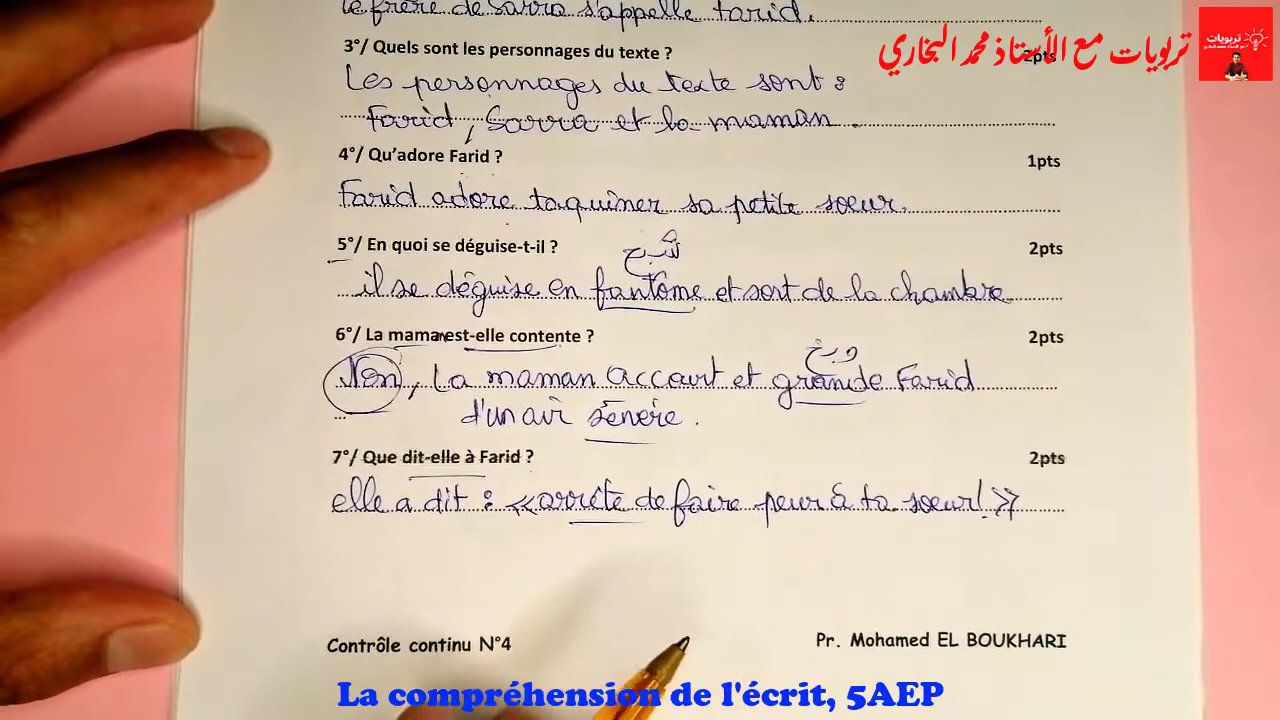 le frère de Sarra s'appelle Farid.
تربويات مع الأستاذ محمد البخاري
تربويات
3°/ Quels sont les personnages du texte ? 2pts
Les personnages du texte sont :
Farid, Sarra et la maman.
4°/ Qu'adore Farid ? 1pts
Farid adore taquiner sa petite soeur.
5°/ En quoi se déguise-t-il ? 2pts
شبح
il se déguise en fantôme et sort de la chambre
6°/ La maman est-elle contente ? 2pts
وبخ
Non, La maman accourt et gronde Farid
d'un air sévère.
7°/ Que dit-elle à Farid ? 2pts
elle a dit : «arrête de faire peur à ta soeur!»
Contrôle continu N°4 Pr. Mohamed EL BOUKHARI
La compréhension de l'écrit, 5AEP